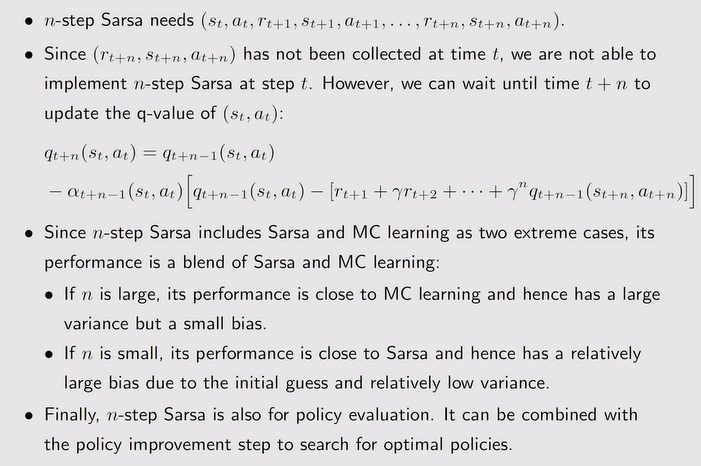 • n-step Sarsa needs (s_t, a_t, r_{t+1}, s_{t+1}, a_{t+1}, . . . , r_{t+n}, s_{t+n}, a_{t+n}).
• Since (r_{t+n}, s_{t+n}, a_{t+n}) has not been collected at time t, we are not able to
implement n-step Sarsa at step t. However, we can wait until time t + n to
update the q-value of (s_t, a_t):
q_{t+n}(s_t, a_t) = q_{t+n−1}(s_t, a_t)
− α_{t+n−1}(s_t, a_t)[q_{t+n−1}(s_t, a_t) − [r_{t+1} + γr_{t+2} + · · · + γ^n q_{t+n−1}(s_{t+n}, a_{t+n})]]
• Since n-step Sarsa includes Sarsa and MC learning as two extreme cases, its
performance is a blend of Sarsa and MC learning:
• If n is large, its performance is close to MC learning and hence has a large
variance but a small bias.
• If n is small, its performance is close to Sarsa and hence has a relatively
large bias due to the initial guess and relatively low variance.
• Finally, n-step Sarsa is also for policy evaluation. It can be combined with
the policy improvement step to search for optimal policies.